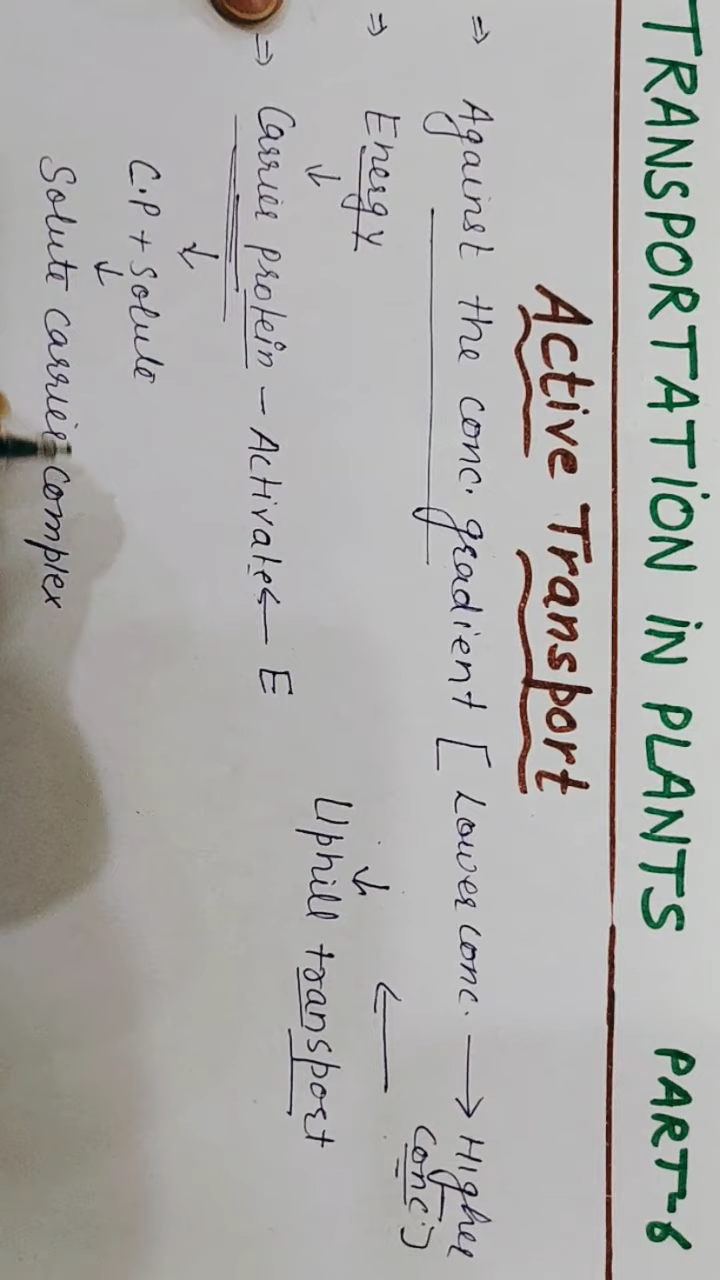 TRANSPORTATION IN PLANTS PART-6
Active Transport
⇒ Against the conc. gradient [Lower conc. → Higher
conc.]
⇒ Energy
↓
Uphill transport
←
↓
⇒ Carrier protein - Activates ← E
↓
C.P + Solute
↓
Solute carrier complex